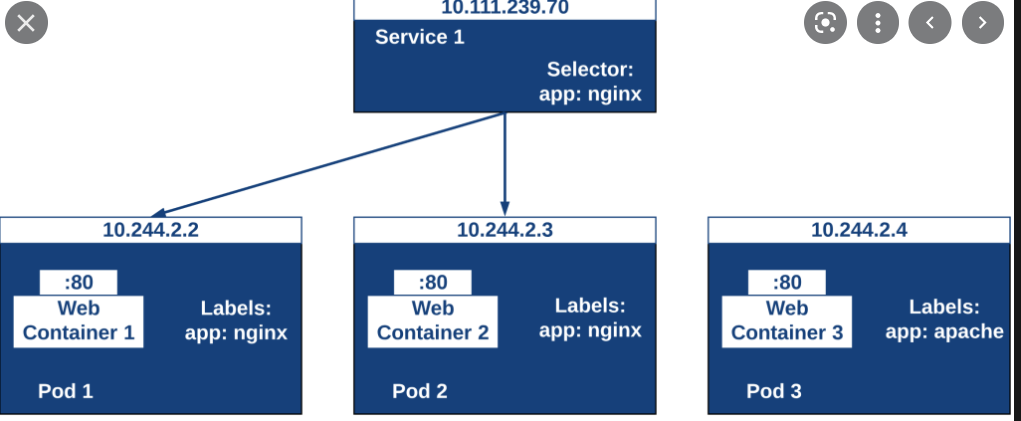 10.111.239.70
Service 1
Selector:
app: nginx
10.244.2.2
10.244.2.3
10.244.2.4
:80
Web
Container 1
Labels:
app: nginx
Pod 1
:80
Web
Container 2
Labels:
app: nginx
Pod 2
:80
Web
Container 3
Labels:
app: apache
Pod 3